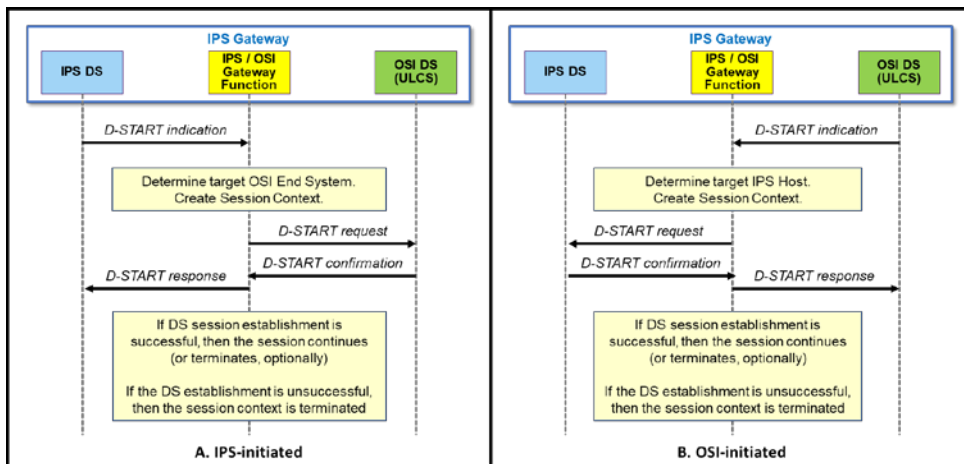 IPS Gateway
IPS DS
IPS / OSI
Gateway
Function
OSI DS
(ULCS)
D-START indication
Determine target OSI End System.
Create Session Context.
D-START request
D-START confirmation
D-START response
If DS session establishment is
successful, then the session continues
(or terminates, optionally)
If the DS establishment is unsuccessful,
then the session context is terminated
A. IPS-initiated
IPS Gateway
IPS DS
IPS / OSI
Gateway
Function
OSI DS
(ULCS)
D-START indication
Determine target IPS Host.
Create Session Context.
D-START request
D-START confirmation
D-START response
If DS session establishment is
successful, then the session continues
(or terminates, optionally)
If the DS establishment is unsuccessful,
then the session context is terminated
B. OSI-initiated